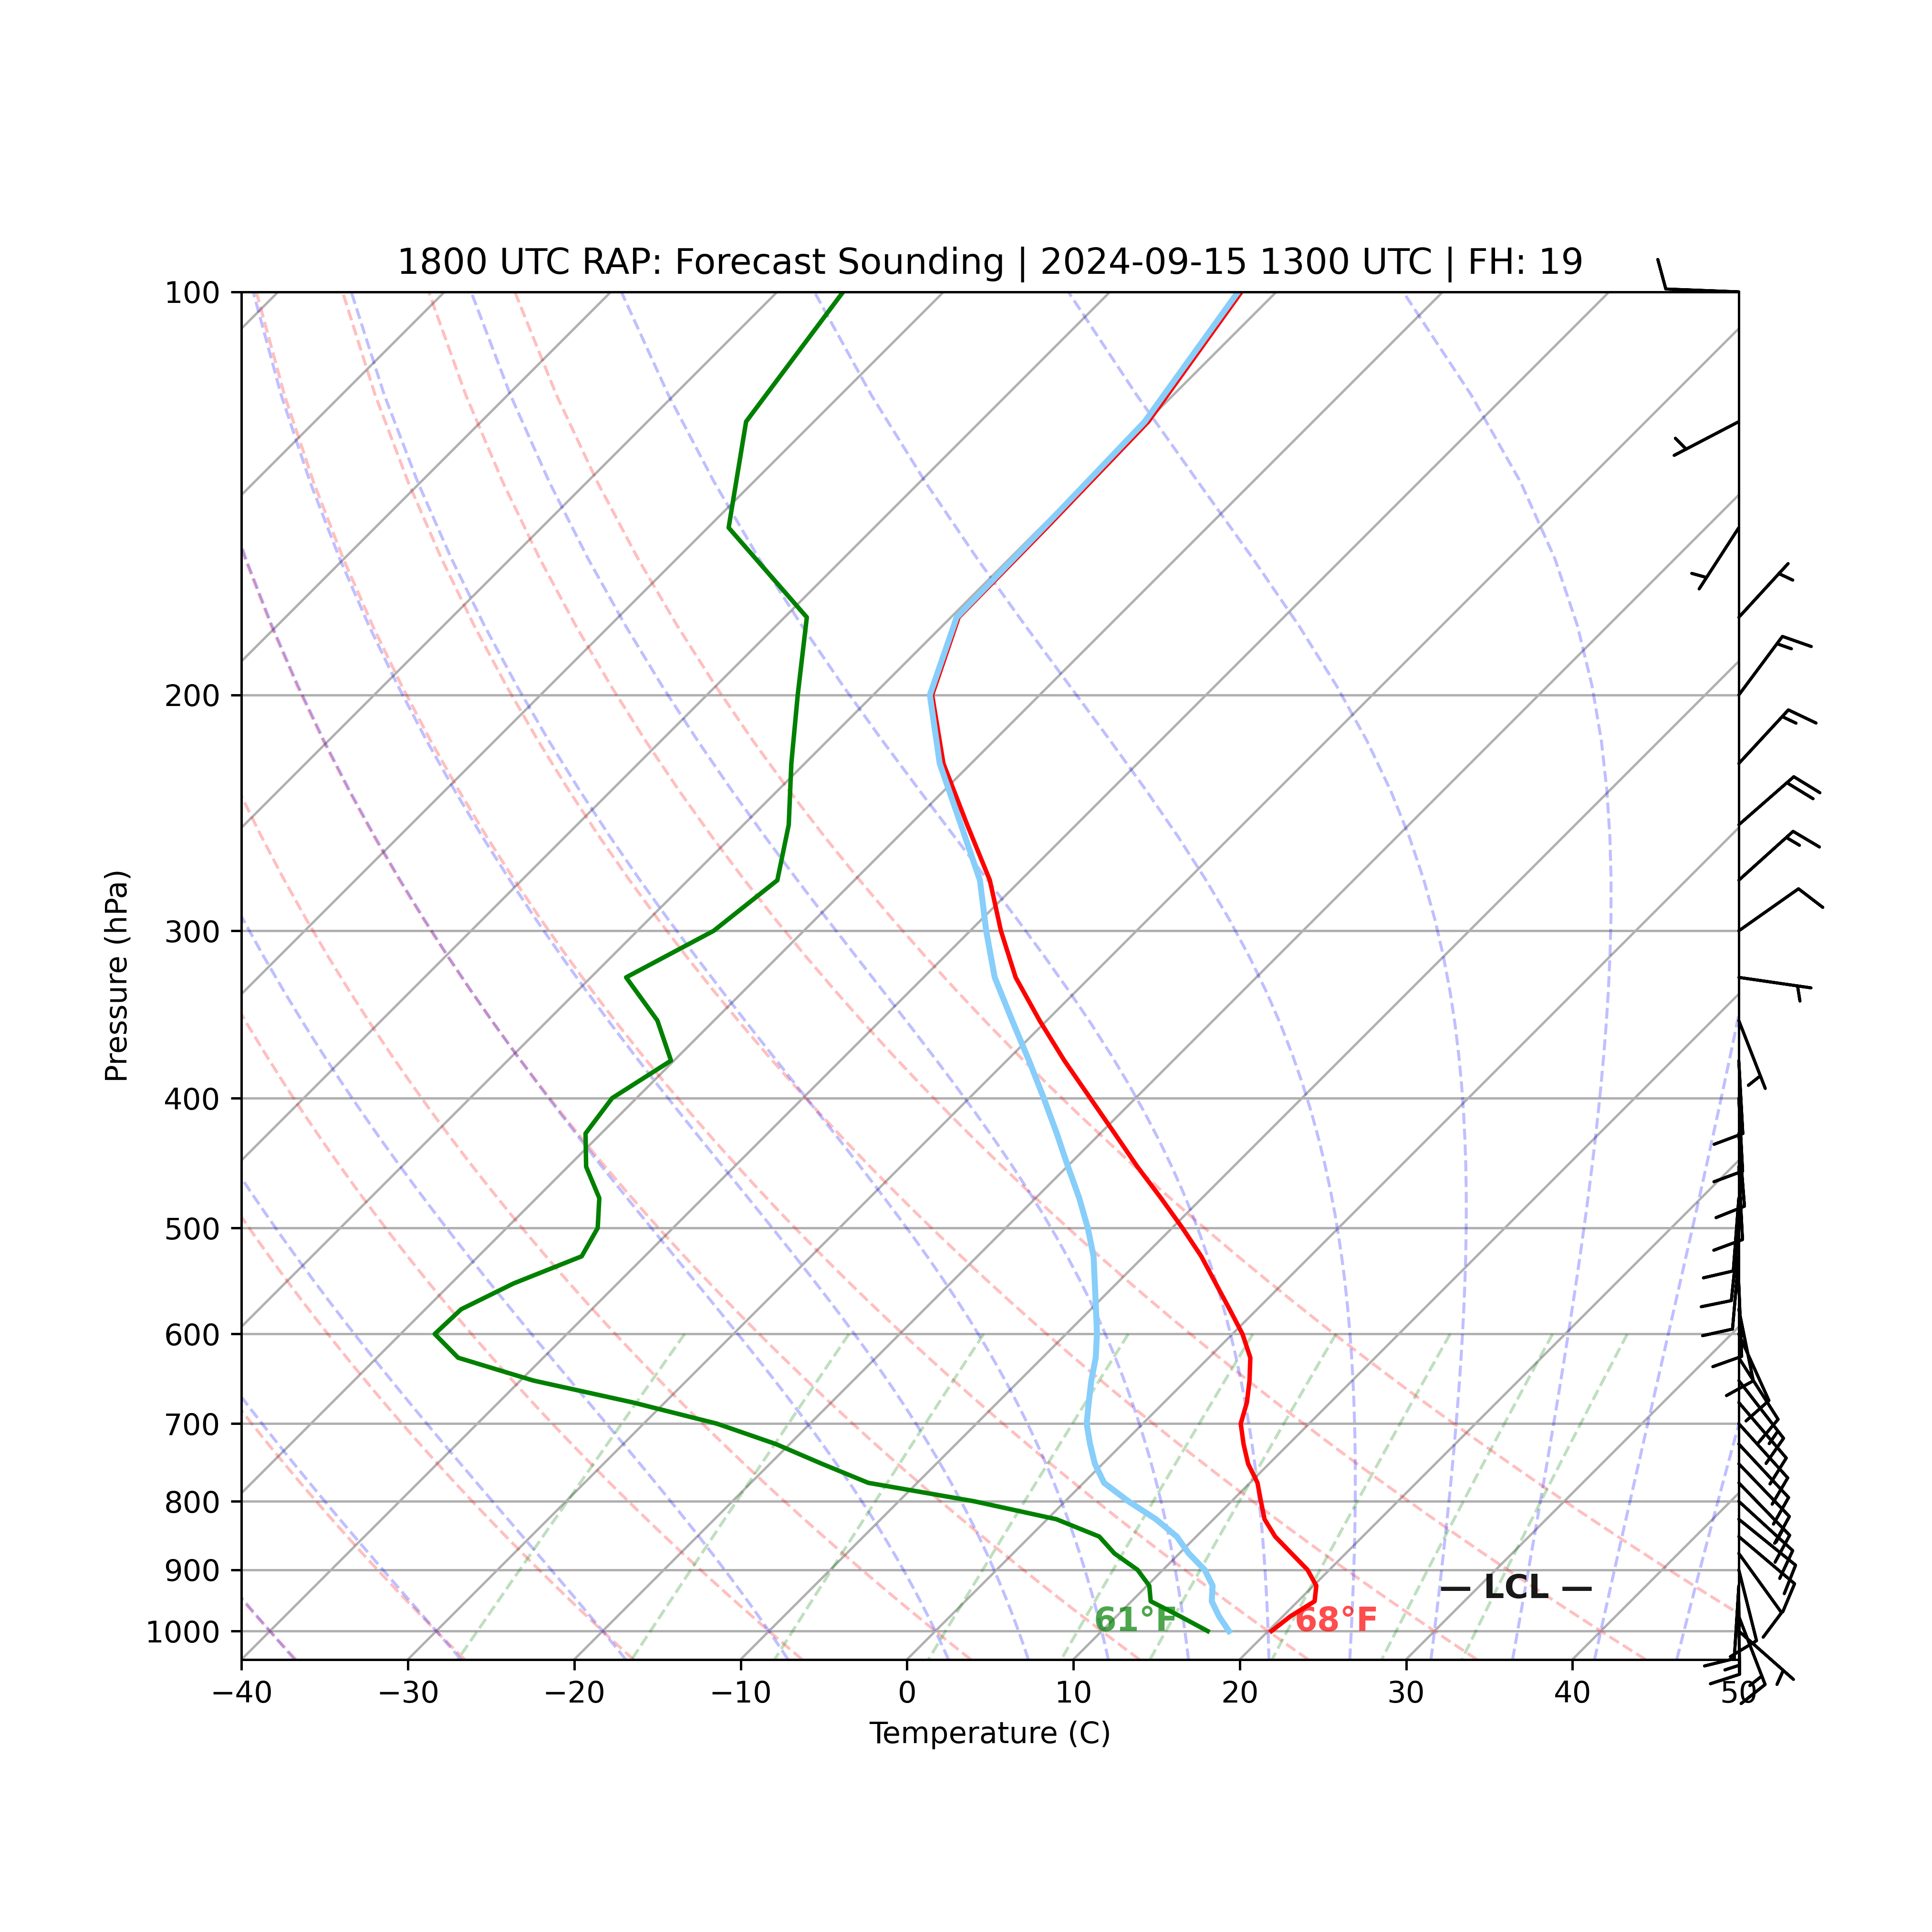 1800 UTC RAP: Forecast Sounding | 2024-09-15 1300 UTC | FH: 19
100
200
300
400
500
600
700
800
900
1000
Pressure (hPa)
— LCL —
61°F
68°F
−40 −30 −20 −10 0 10 20 30 40 50
Temperature (C)